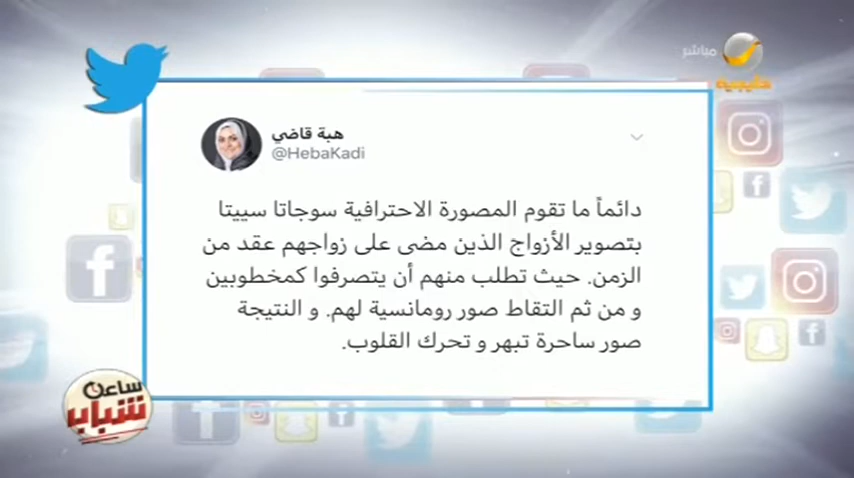 مباشر
خليجية
هبة قاضي
@HebaKadi
دائماً ما تقوم المصورة الاحترافية سوجاتا سييتا
بتصوير الأزواج الذين مضى على زواجهم عقد من
الزمن. حيث تطلب منهم أن يتصرفوا كمخطوبين
و من ثم التقاط صور رومانسية لهم. و النتيجة
صور ساحرة تبهر و تحرك القلوب.
ساعة
شباب